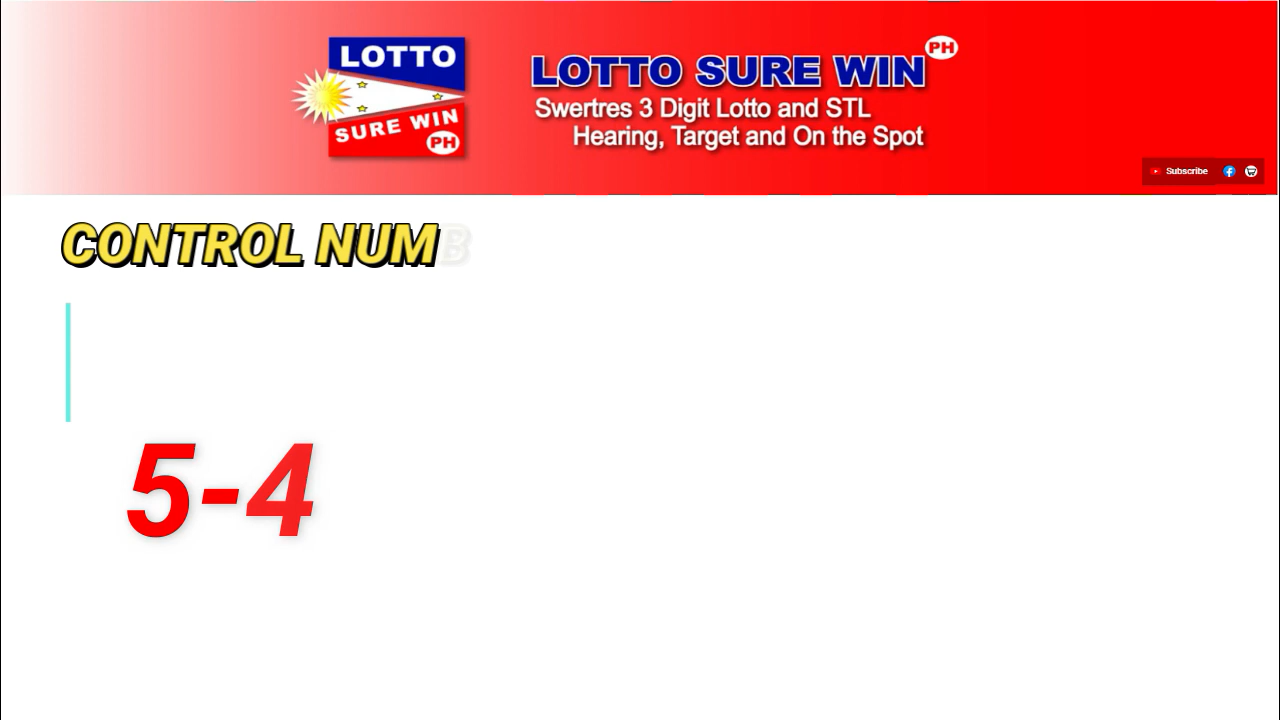 LOTTO
SURE WIN
PH
LOTTO SURE WIN PH
Swertres 3 Digit Lotto and STL
Hearing, Target and On the Spot
Subscribe
CONTROL NUMB
5-4